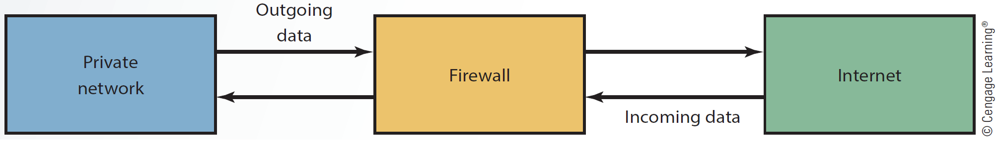 Outgoing
data
Private
network
Firewall
Internet
Incoming data
© Cengage Learning®